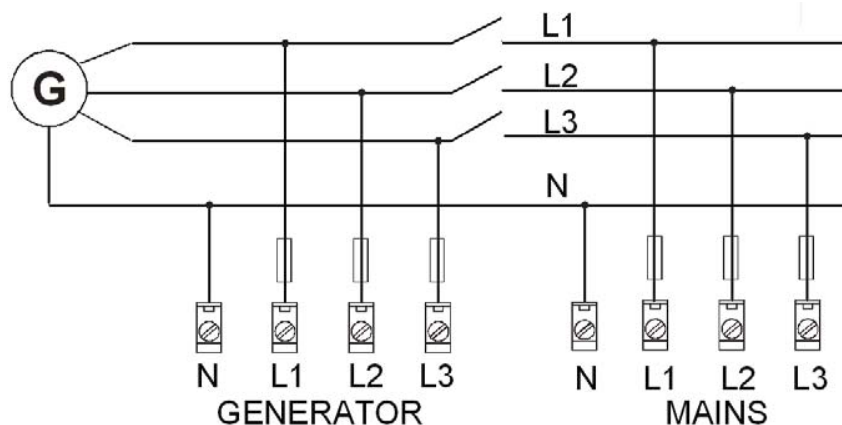 L1
G
L2
L3
N
N L1 L2 L3 N L1 L2 L3
GENERATOR MAINS